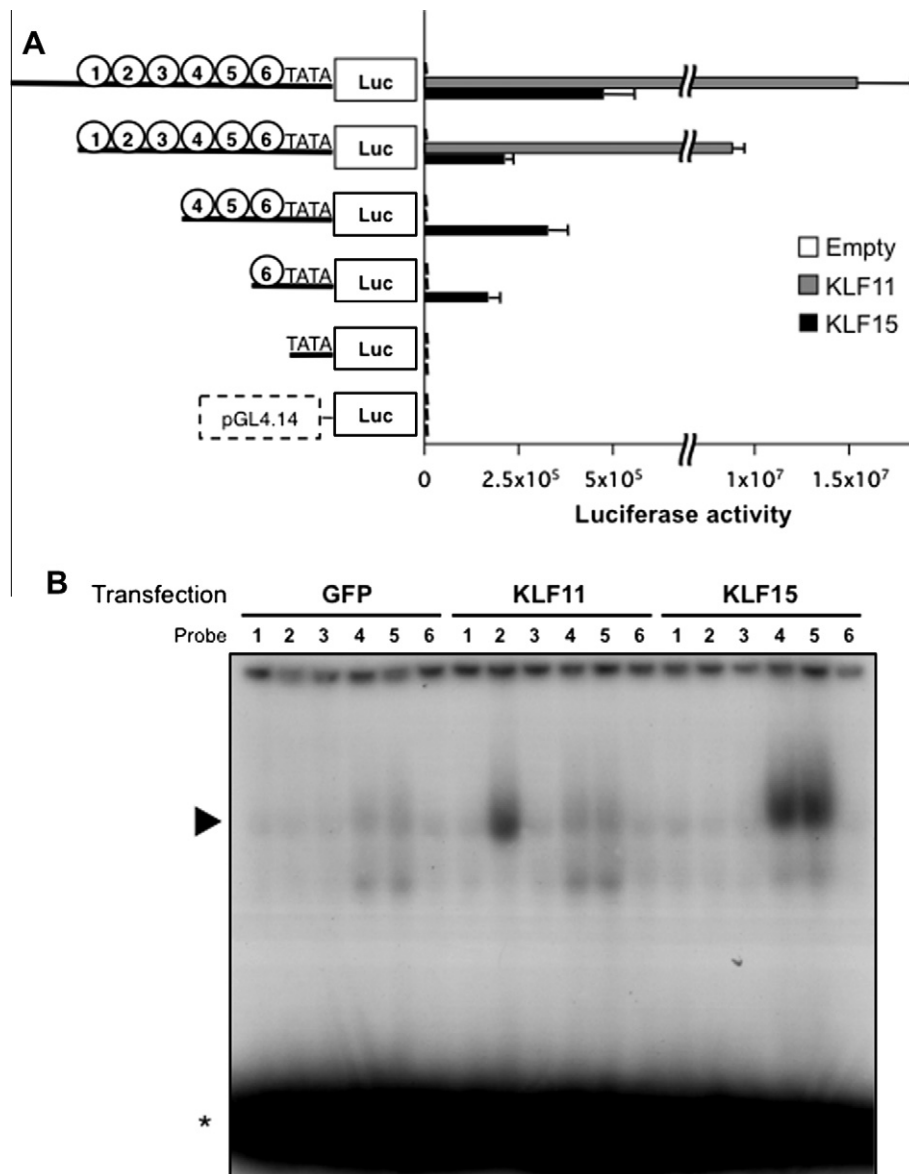 A
1 2 3 4 5 6 TATA Luc
1 2 3 4 5 6 TATA Luc
4 5 6 TATA Luc
6 TATA Luc
TATA Luc
pGL4.14 Luc
Empty
KLF11
KLF15
0 2.5x10⁵ 5x10⁵ 1x10⁷ 1.5x10⁷
Luciferase activity
B
Transfection GFP KLF11 KLF15
Probe 1 2 3 4 5 6 1 2 3 4 5 6 1 2 3 4 5 6
*